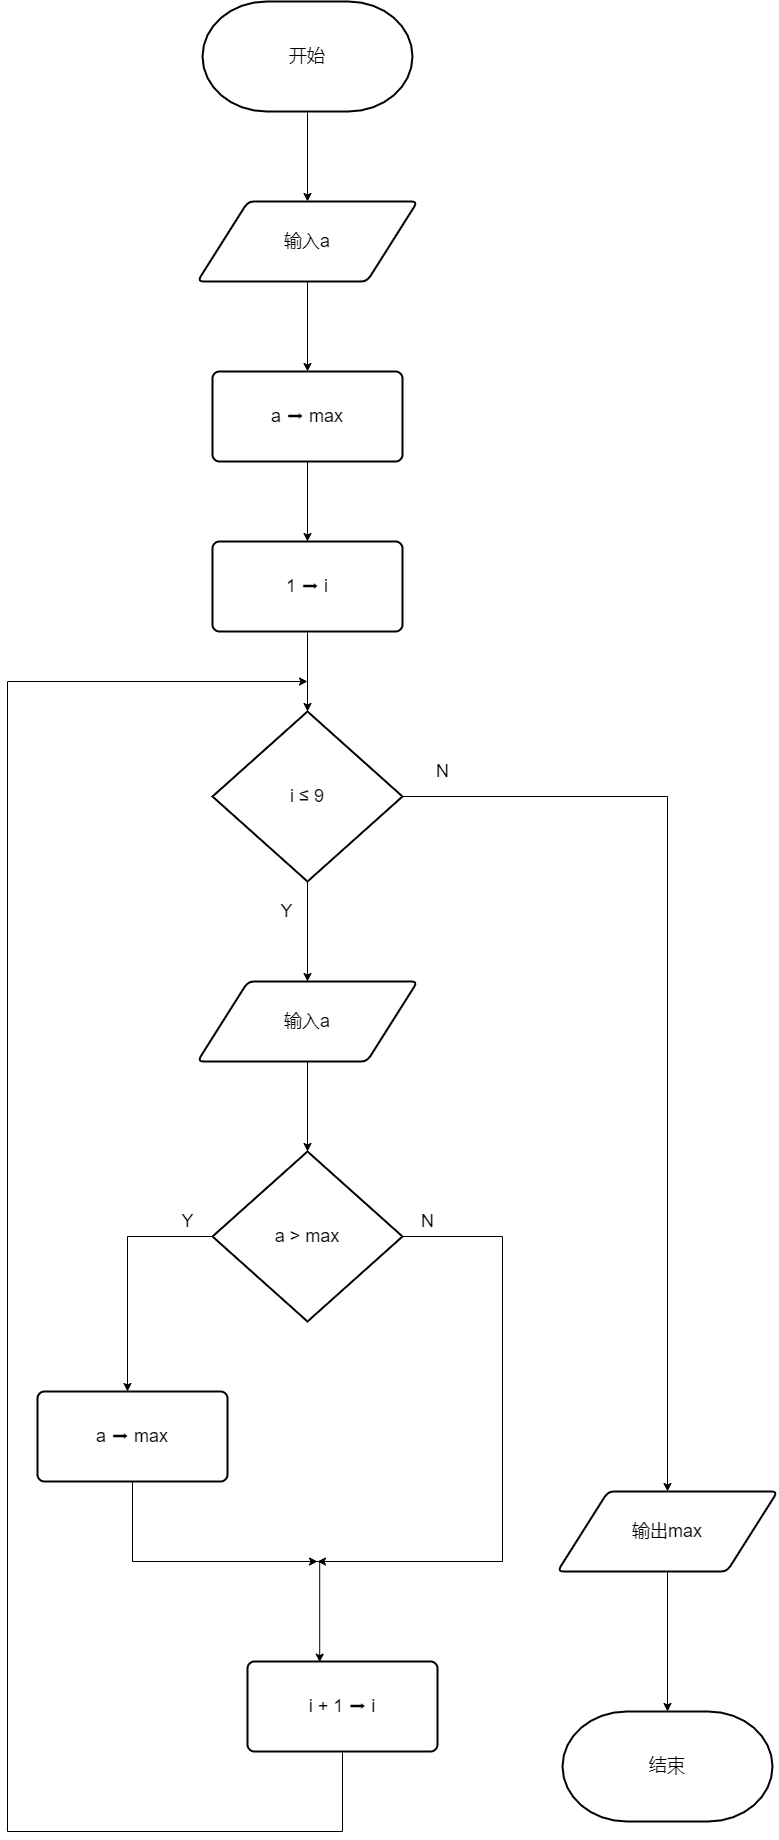 开始
输入a
a ➡ max
1 ➡ i
i ≤ 9
N
Y
输入a
a > max
Y
N
a ➡ max
输出max
i + 1 ➡ i
结束